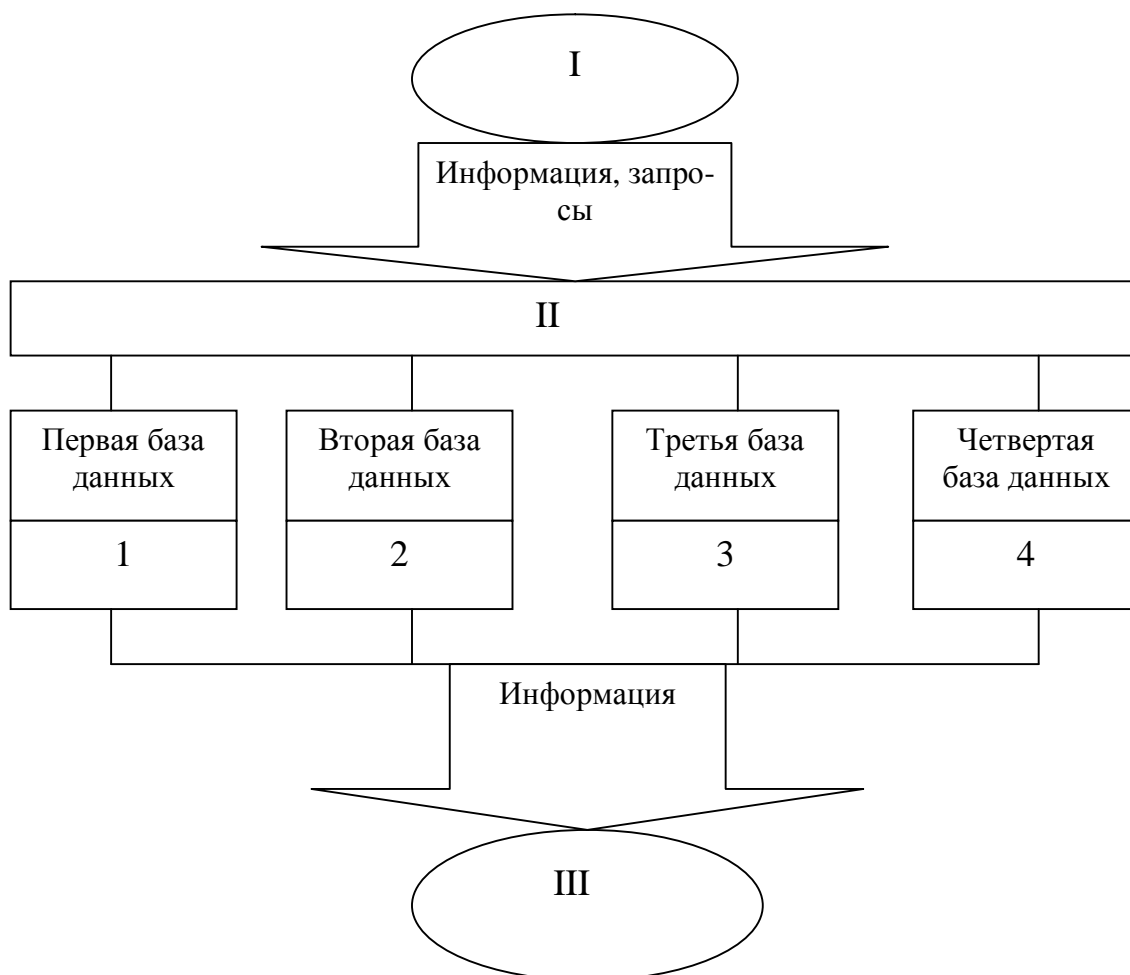 I
Информация, запро-
сы
II
Первая база
данных
Вторая база
данных
Третья база
данных
Четвертая
база данных
1
2
3
4
Информация
III